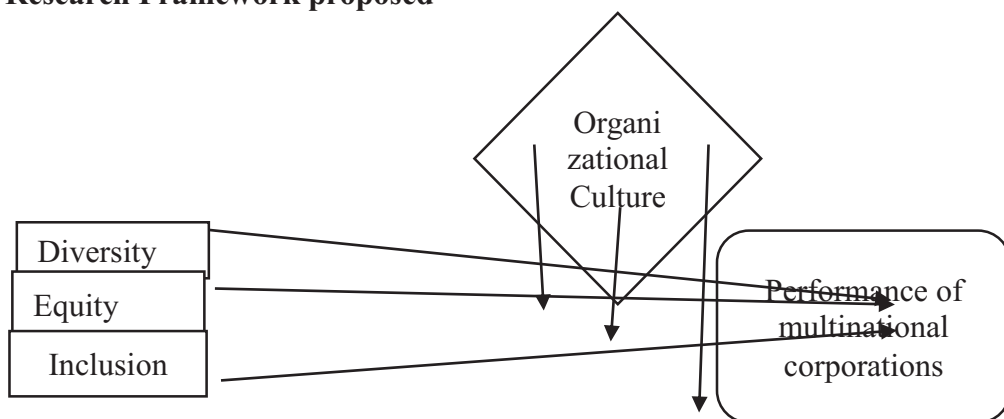 Research Framework proposed
Organi
zational
Culture
Diversity
Equity
Inclusion
Performance of
multinational
corporations